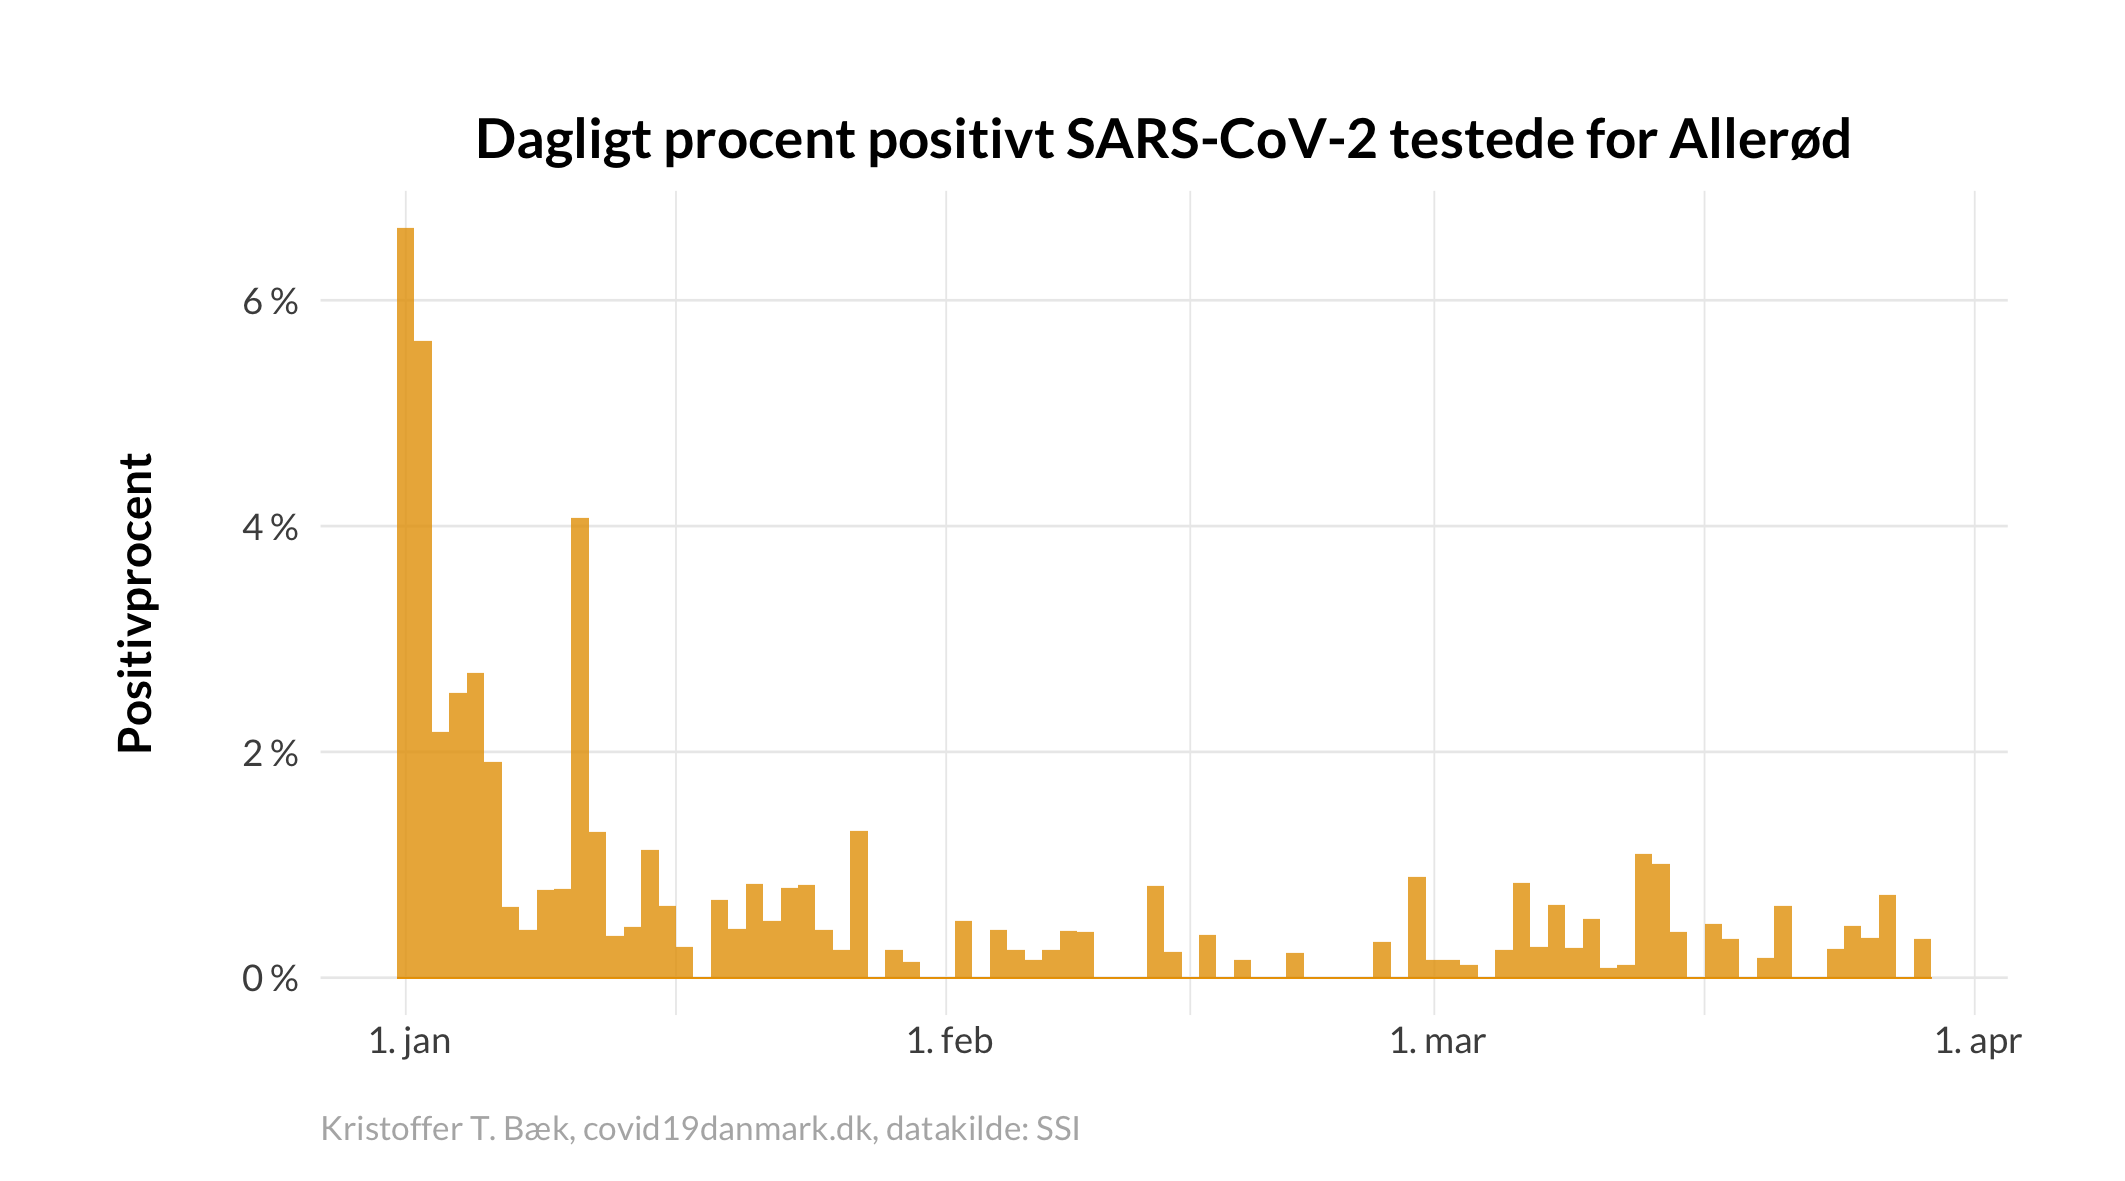 Dagligt procent positivt SARS-CoV-2 testede for Allerød
Positivprocent
6 %
4 %
2 %
0 %
1. jan
1. feb
1. mar
1. apr
Kristoffer T. Bæk, covid19danmark.dk, datakilde: SSI